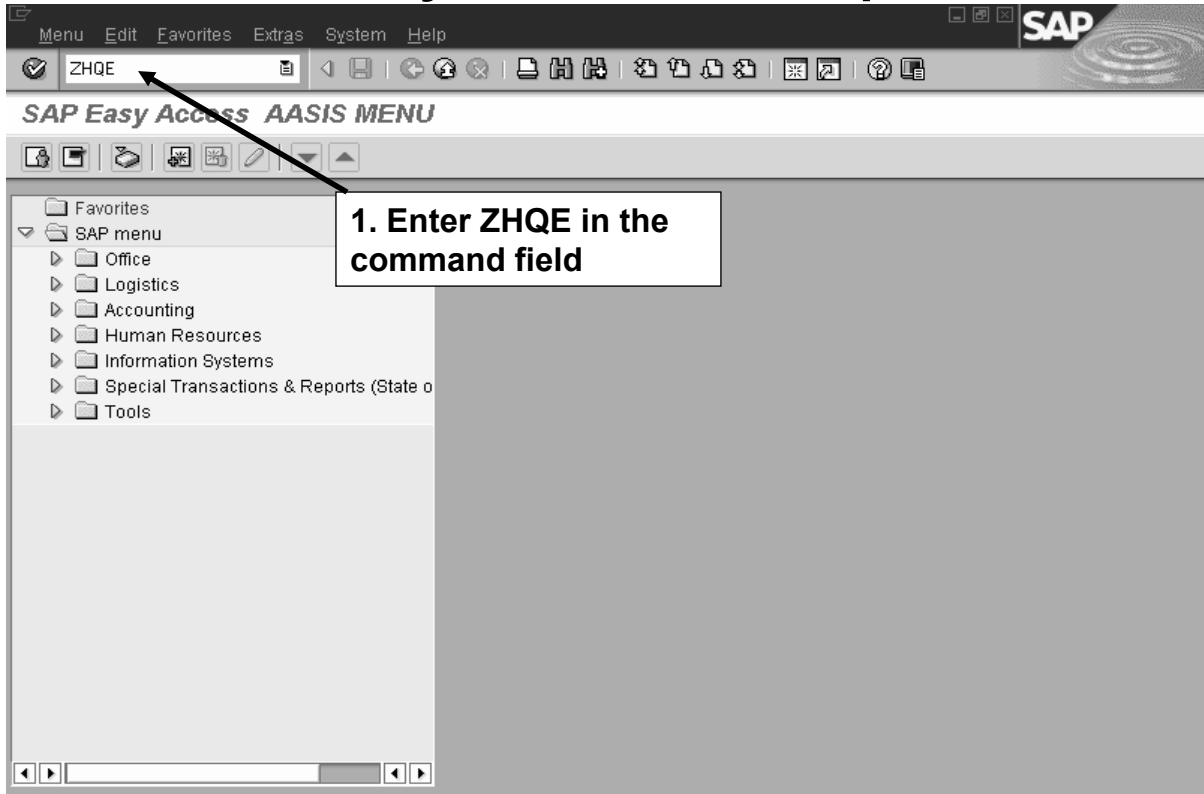 Menu Edit Favorites Extras System Help
SAP
ZHQE
SAP Easy Access AASIS MENU
Favorites
SAP menu
Office
Logistics
Accounting
Human Resources
Information Systems
Special Transactions & Reports (State o
Tools
1. Enter ZHQE in the
command field